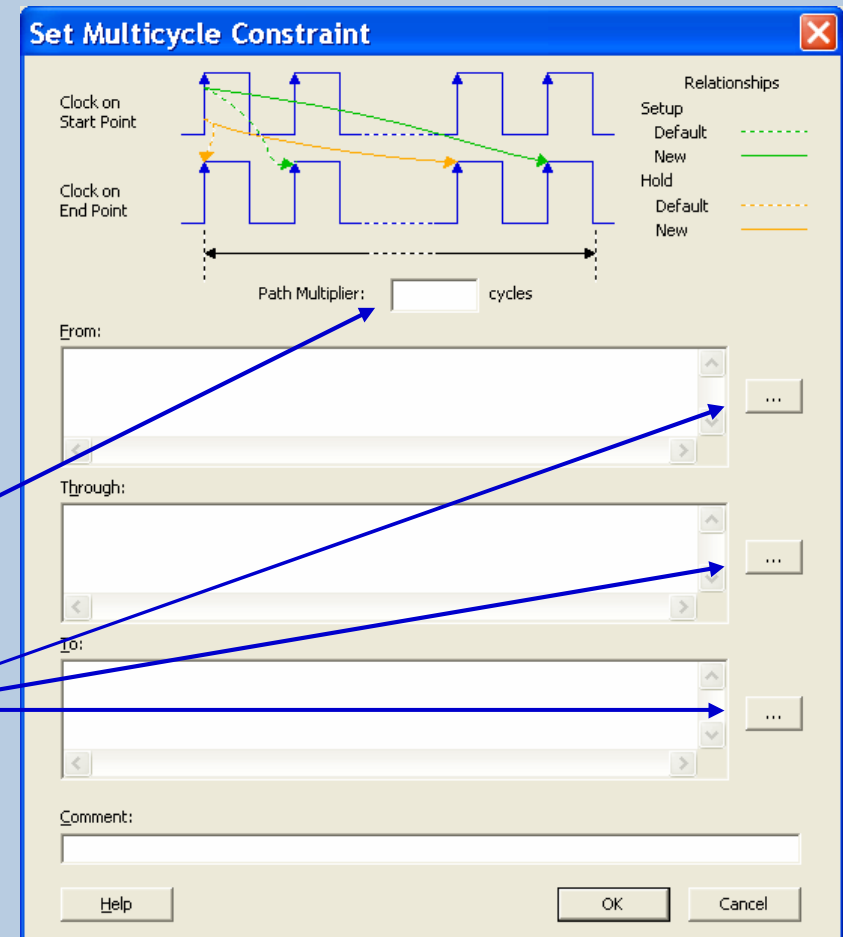 Set Multicycle Constraint
Clock on
Start Point
Clock on
End Point
Relationships
Setup
Default
New
Hold
Default
New
Path Multiplier: cycles
From:
...
Through:
...
To:
...
Comment:
Help
OK
Cancel